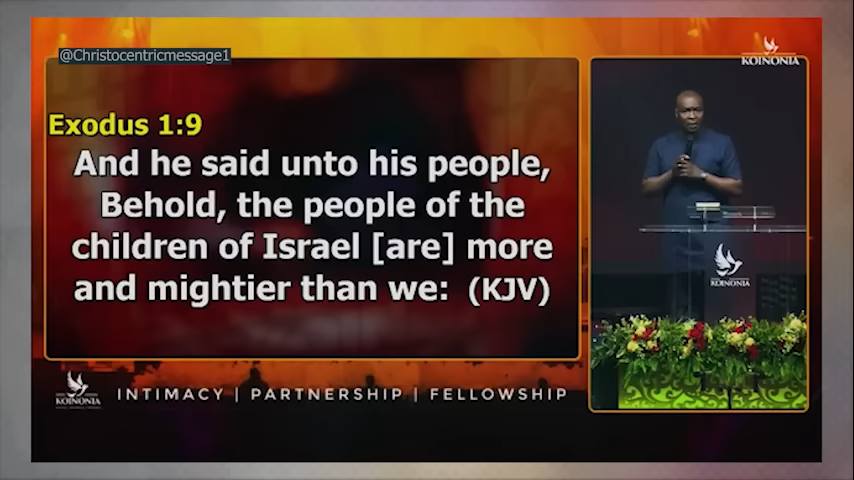 @Christocentricmessage1
KOINONIA
Exodus 1:9
And he said unto his people,
Behold, the people of the
children of Israel [are] more
and mightier than we: (KJV)
KOINONIA
KOINONIA
INTIMACY | PARTNERSHIP | FELLOWSHIP